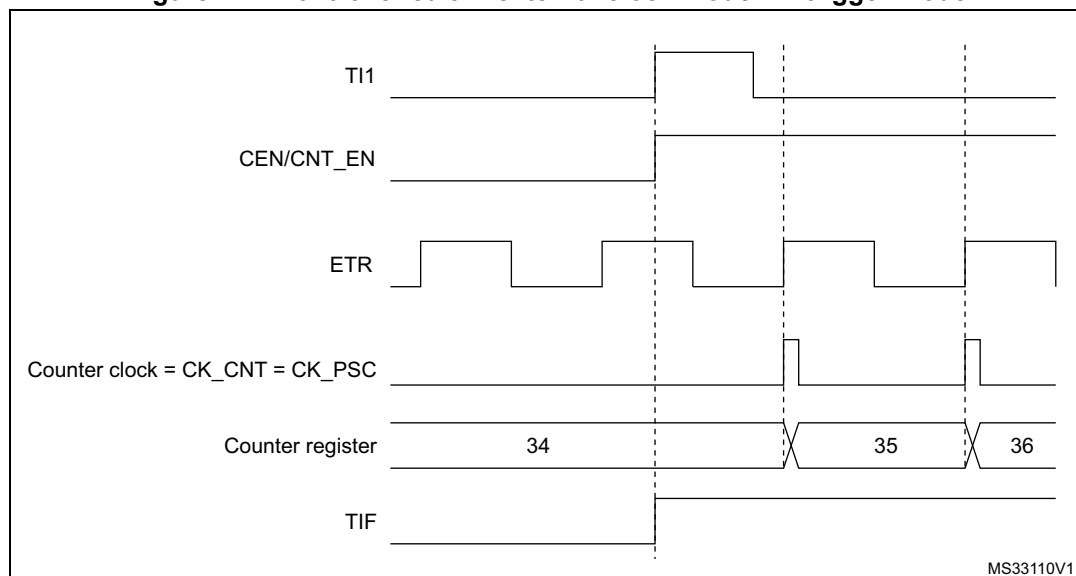 TI1
CEN/CNT_EN
ETR
Counter clock = CK_CNT = CK_PSC
Counter register 34 35 36
TIF
MS33110V1